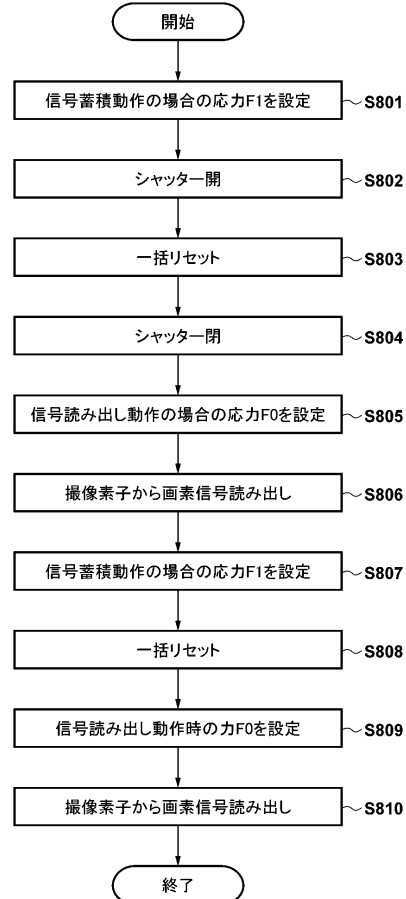 開始
信号蓄積動作の場合の応力F1を設定 S801
シャッター開 S802
一括リセット S803
シャッター閉 S804
信号読み出し動作の場合の応力F0を設定 S805
撮像素子から画素信号読み出し S806
信号蓄積動作の場合の応力F1を設定 S807
一括リセット S808
信号読み出し動作時の力F0を設定 S809
撮像素子から画素信号読み出し S810
終了